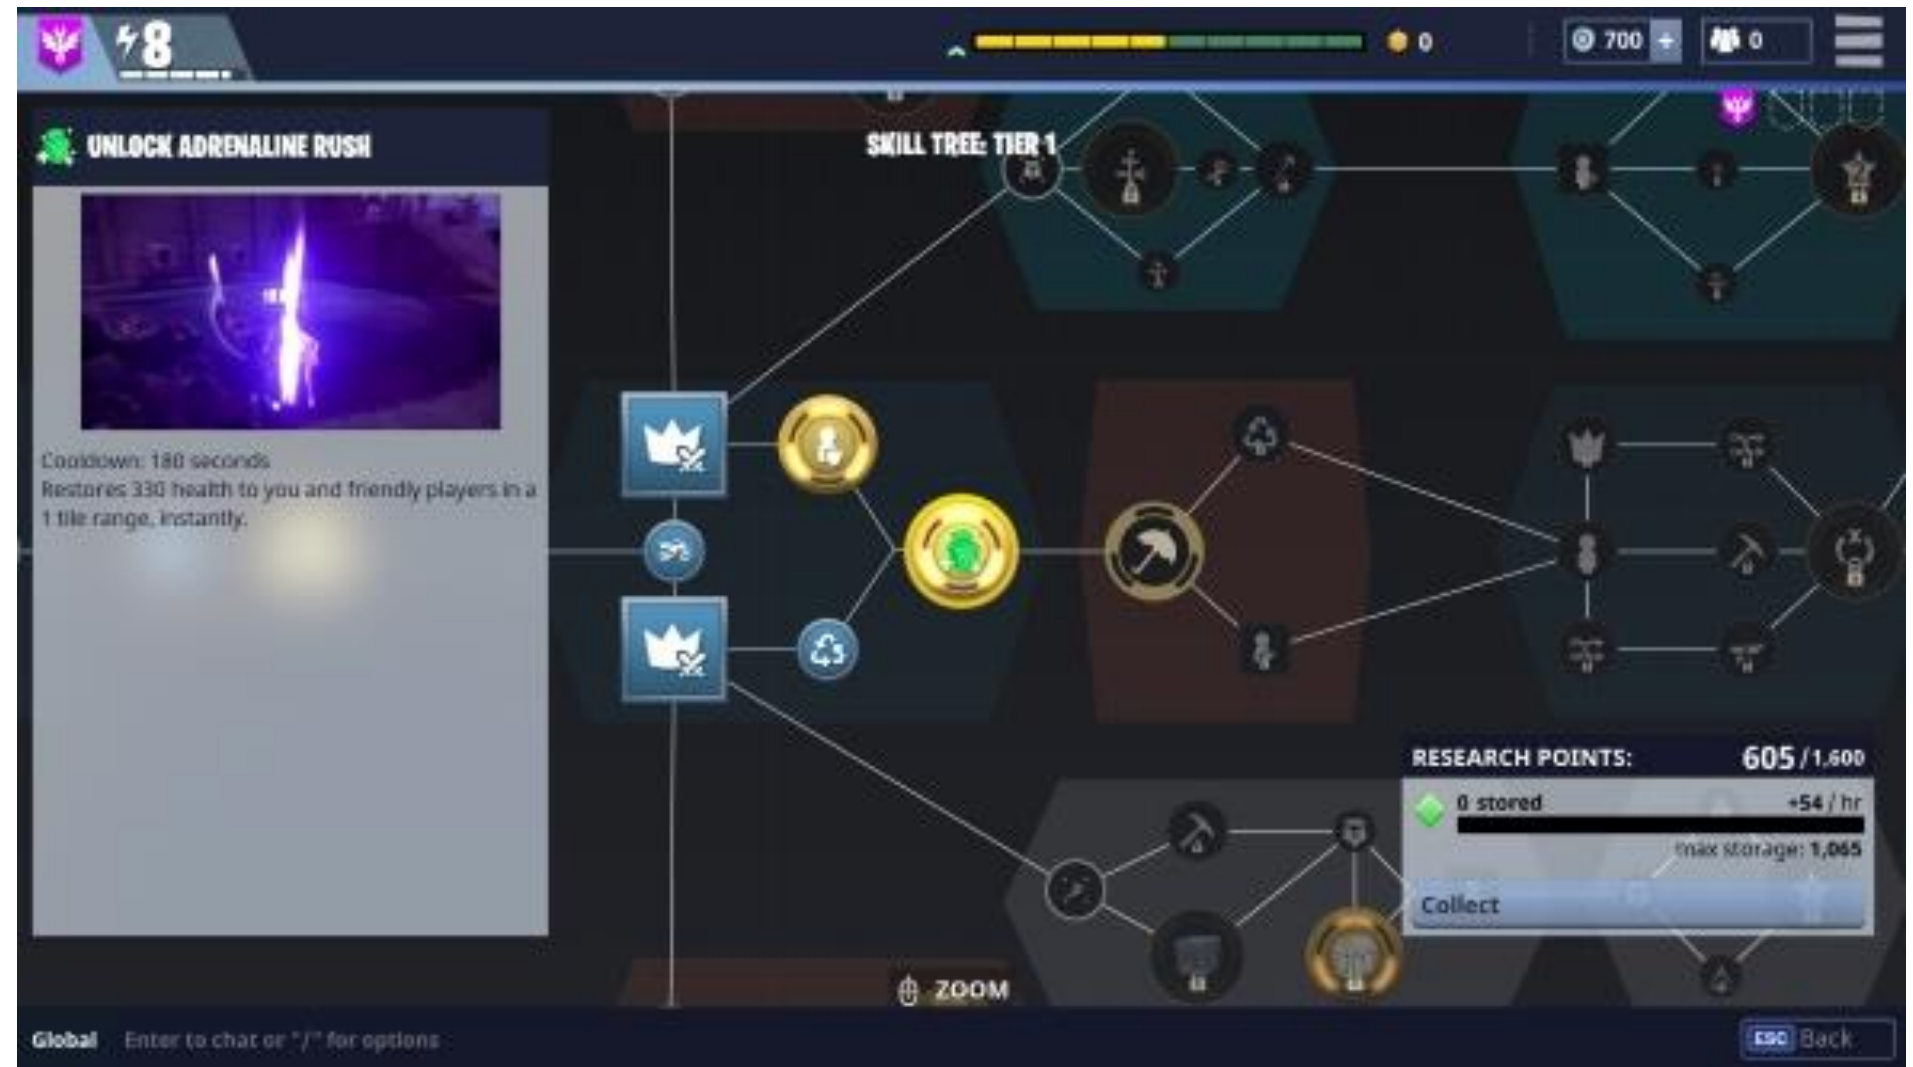 8
0
700 +
0
UNLOCK ADRENALINE RUSH
SKILL TREE: TIER 1
Cooldown: 180 seconds
Restores 330 health to you and friendly players in a
1 tile range, instantly.
RESEARCH POINTS: 605 / 1,600
0 stored +54 / hr
max storage: 1,065
Collect
ZOOM
Global Enter to chat or "/" for options
ESC Back